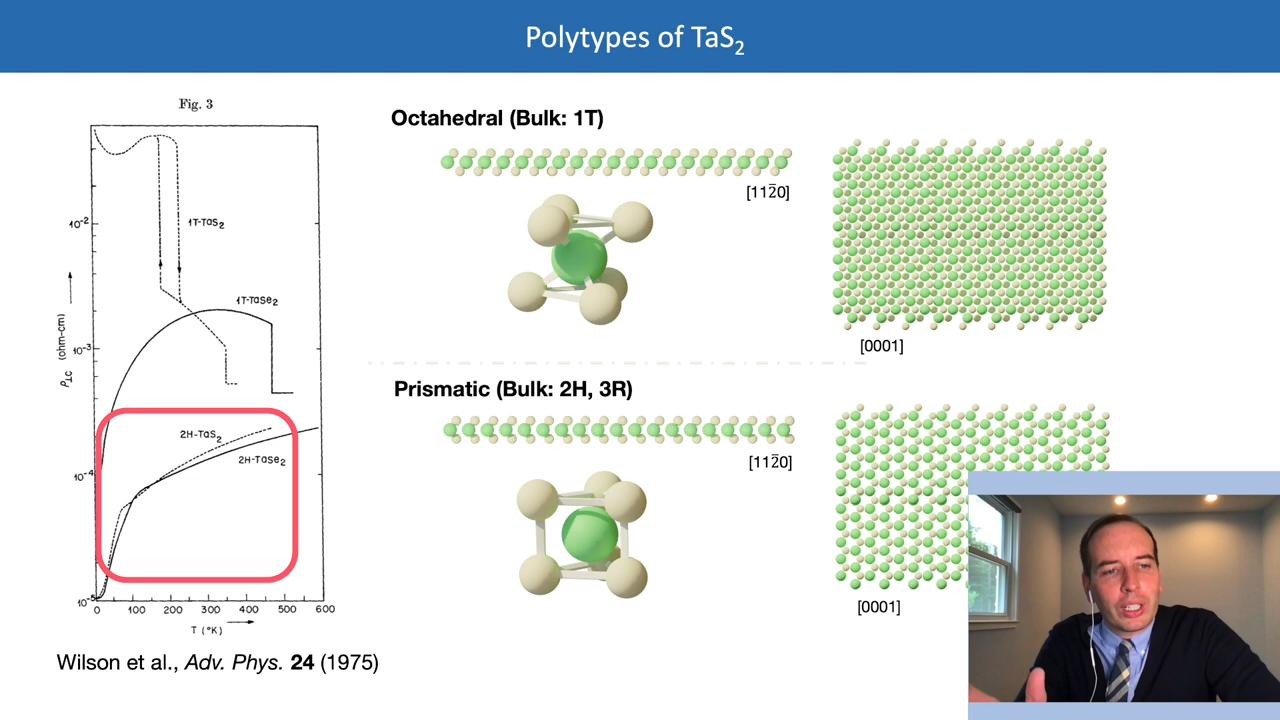 Polytypes of TaS₂
Fig. 3
10⁻²
1T-TaS₂
1T-TaSe₂
ρ⊥c (ohm-cm)
10⁻³
2H-TaS₂
2H-TaSe₂
10⁻⁴
10⁻⁵
0 100 200 300 400 500 600
T (°K)
Wilson et al., Adv. Phys. 24 (1975)
Octahedral (Bulk: 1T)
[112̄0]
[0001]
Prismatic (Bulk: 2H, 3R)
[112̄0]
[0001]